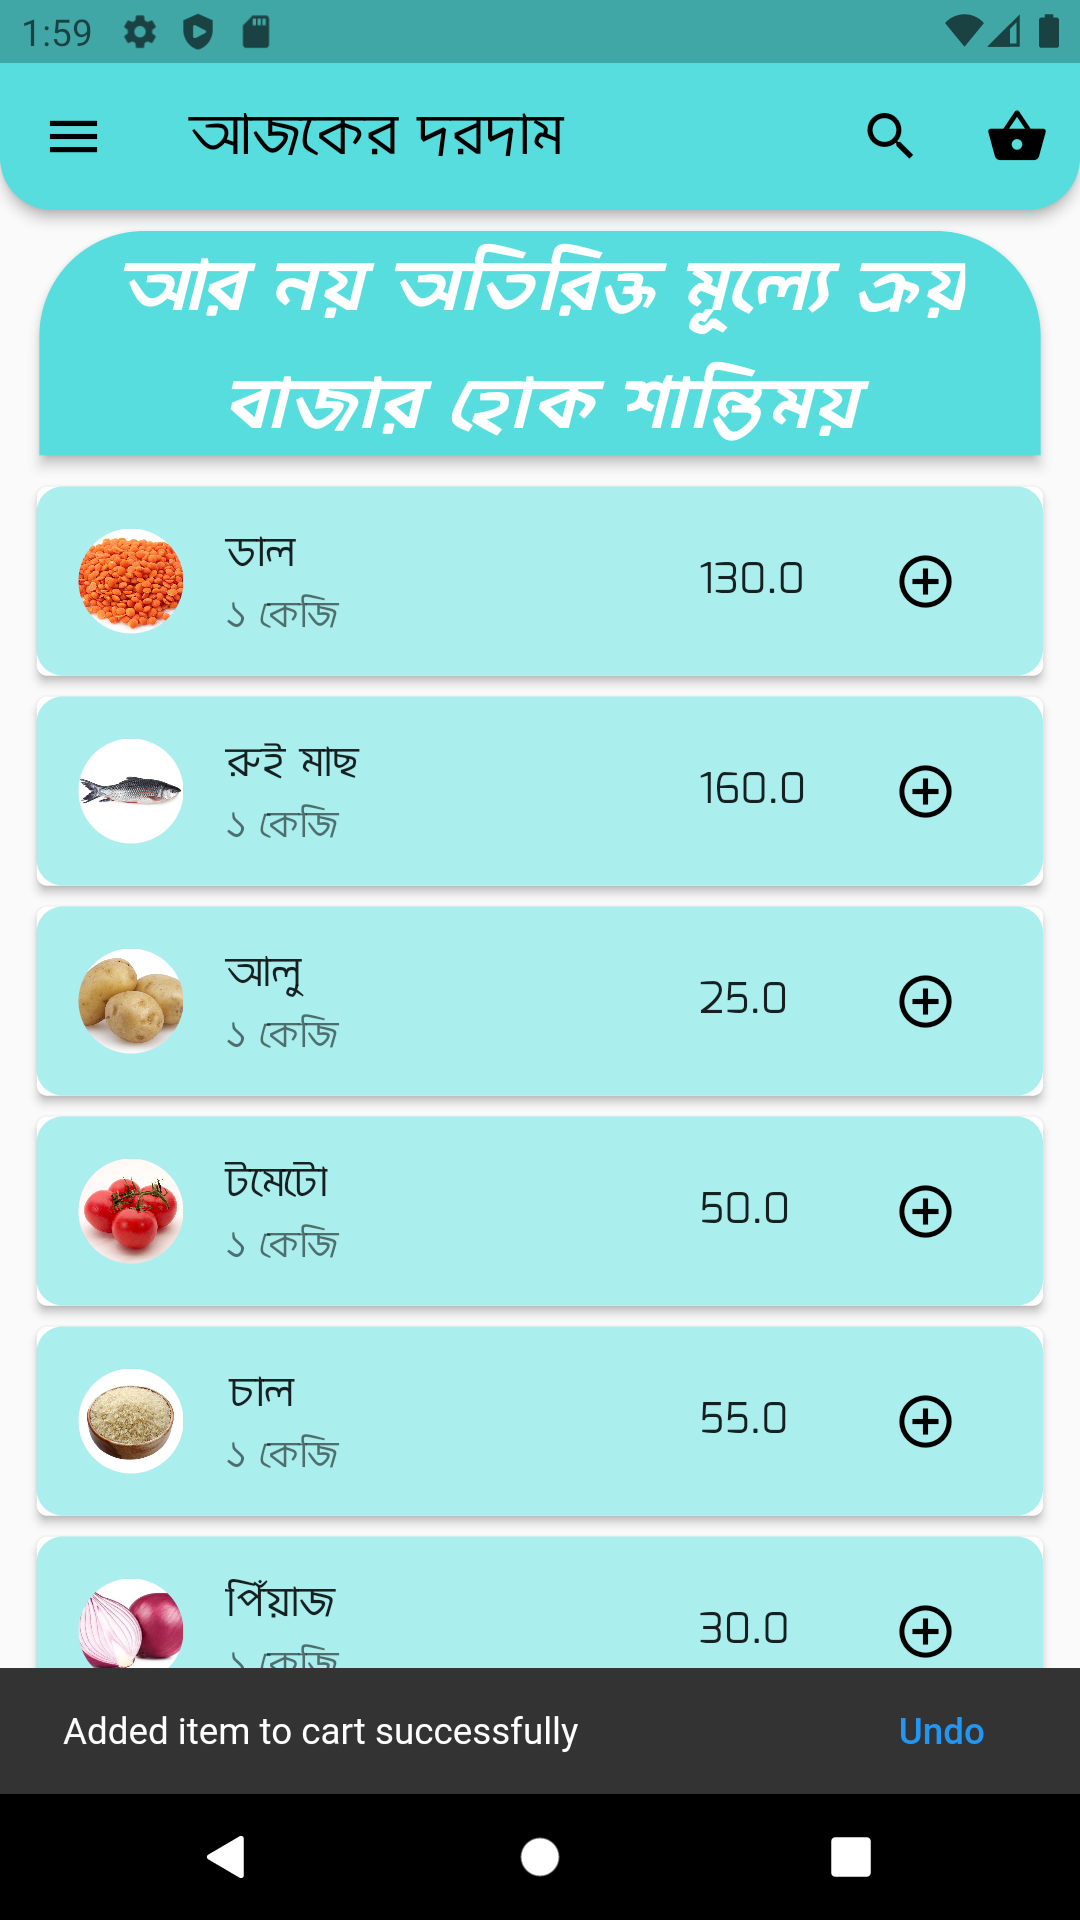 1:59
আজকের দরদাম
আর নয় অতিরিক্ত মূল্যে ক্রয়
বাজার হোক শান্তিময়
ডাল
১ কেজি
130.0
রুই মাছ
১ কেজি
160.0
আলু
১ কেজি
25.0
টমেটো
১ কেজি
50.0
চাল
১ কেজি
55.0
পিঁয়াজ
১ কেজি
30.0
Added item to cart successfully
Undo